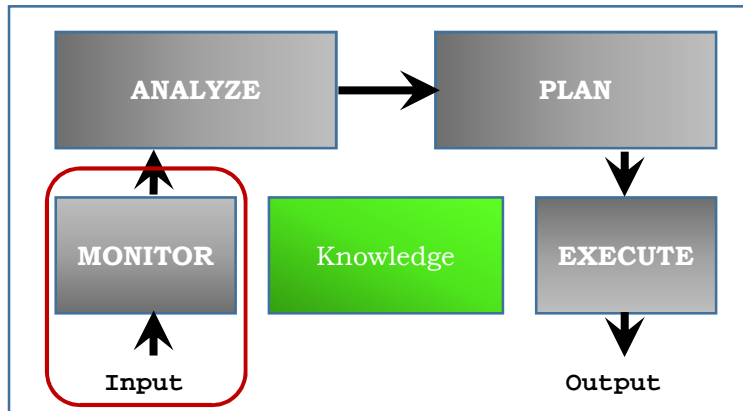 ANALYZE
PLAN
MONITOR
Knowledge
EXECUTE
Input
Output